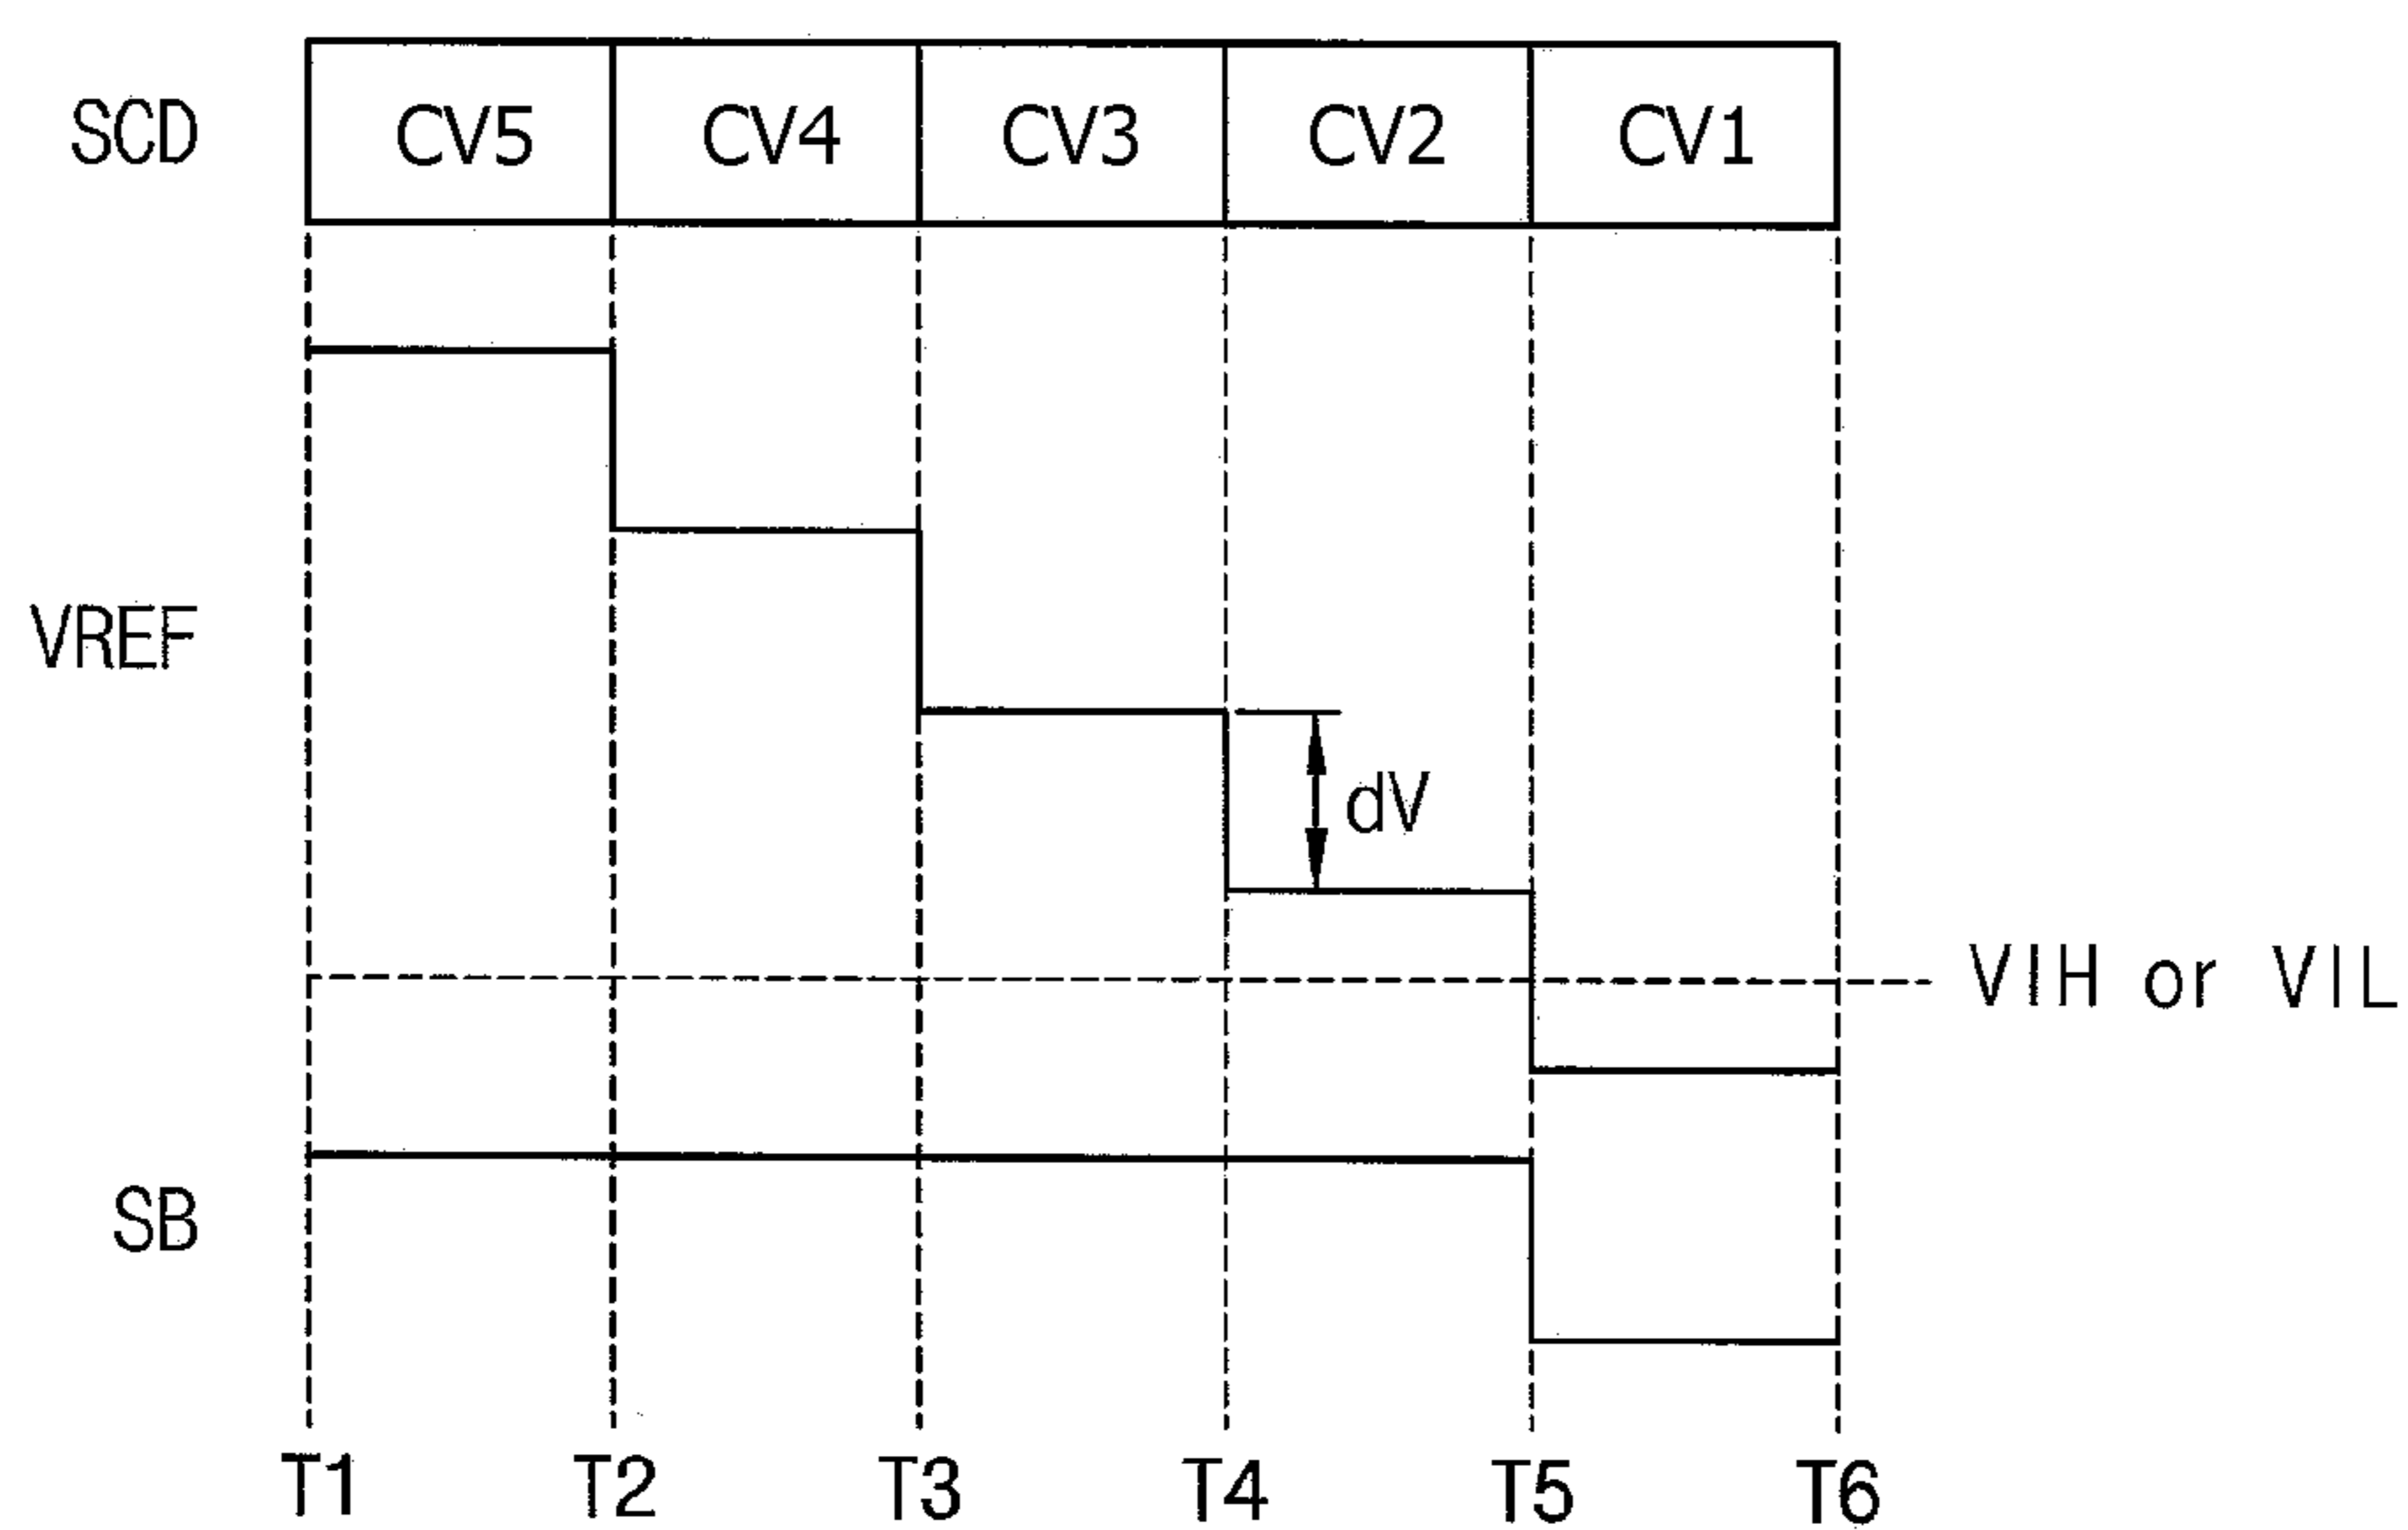 SCD CV5 CV4 CV3 CV2 CV1
VREF
dV
VIH or VIL
SB
T1 T2 T3 T4 T5 T6